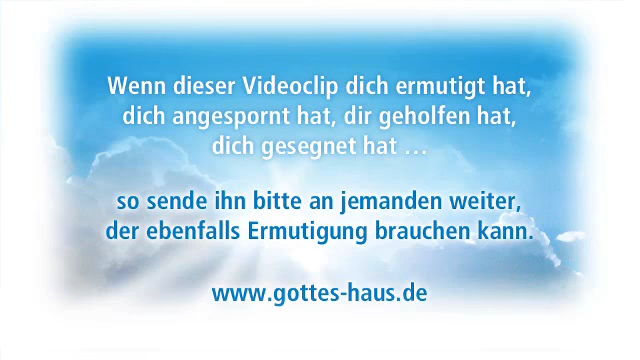 Wenn dieser Videoclip dich ermutigt hat,
dich angespornt hat, dir geholfen hat,
dich gesegnet hat ...
so sende ihn bitte an jemanden weiter,
der ebenfalls Ermutigung brauchen kann.
www.gottes-haus.de